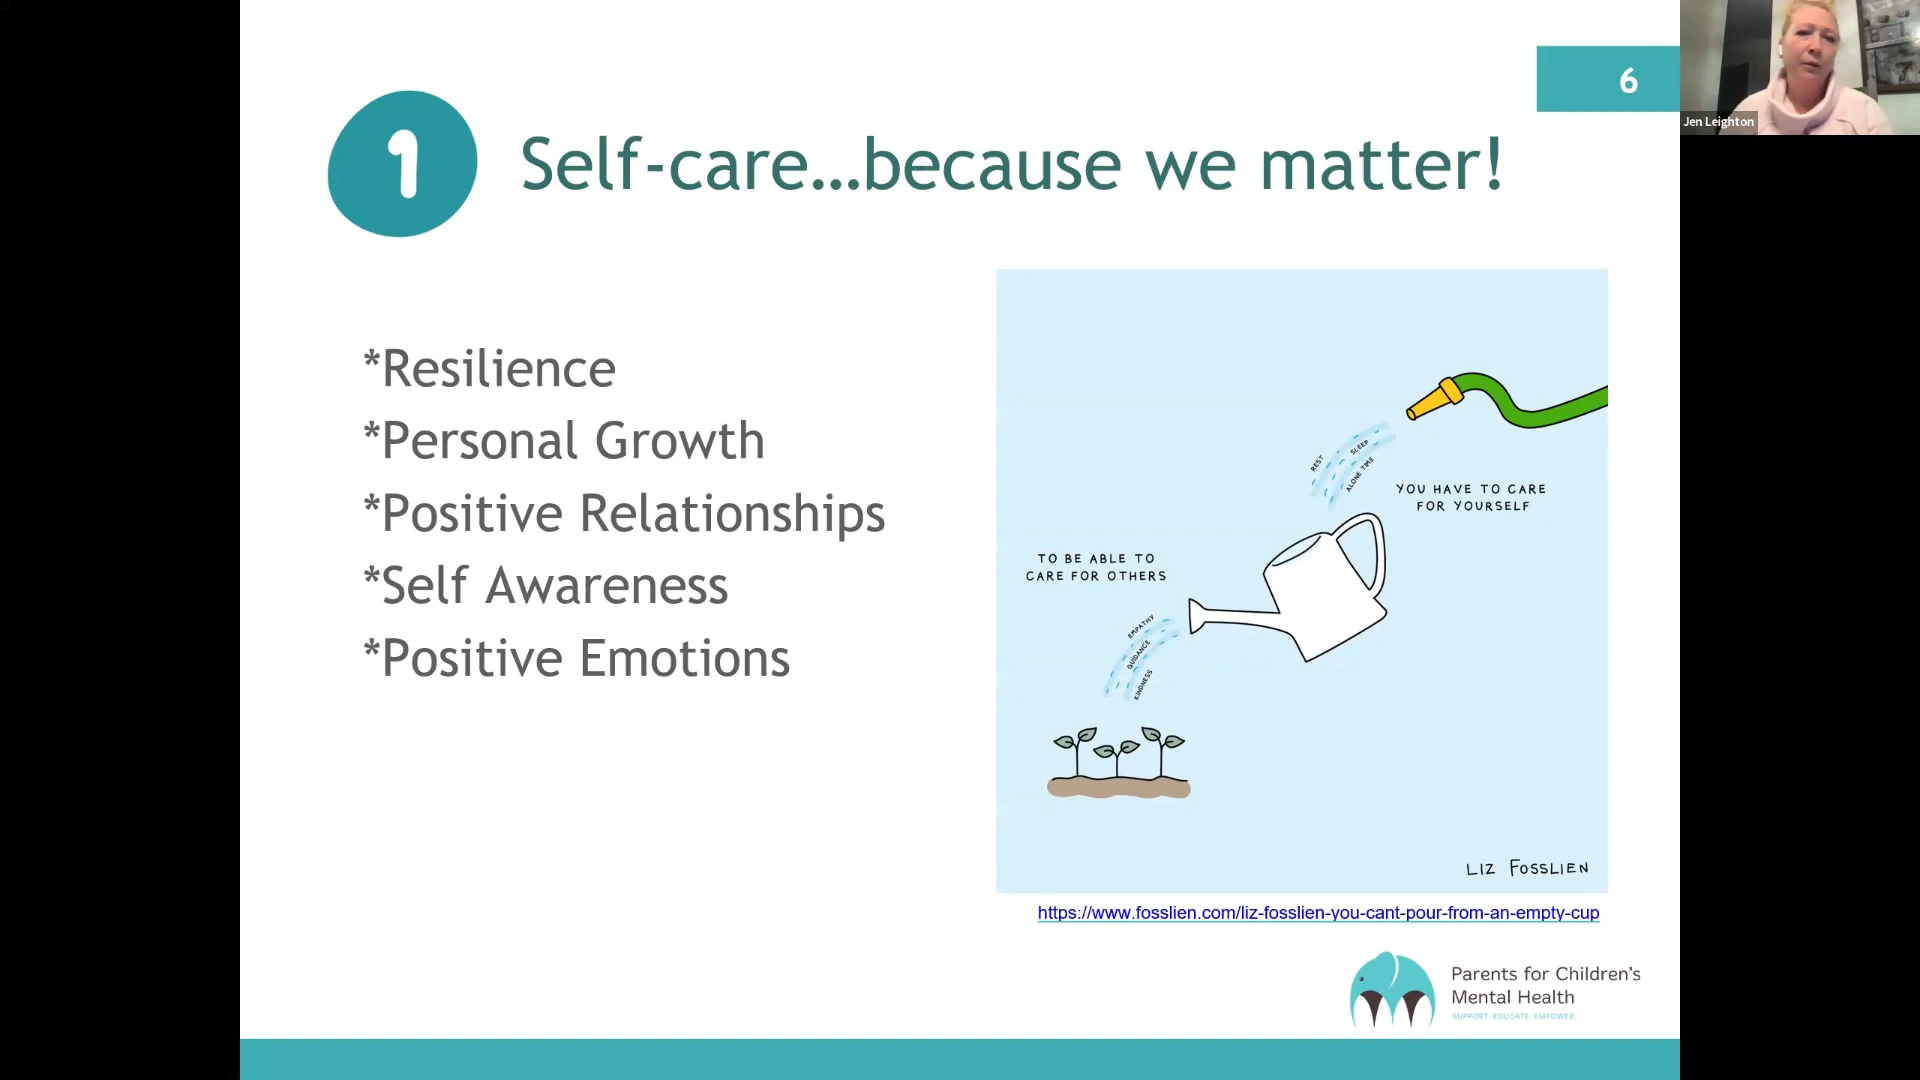 6
Jen Leighton
1
Self-care...because we matter!
*Resilience
*Personal Growth
*Positive Relationships
*Self Awareness
*Positive Emotions
REST
SLEEP
ALONE TIME
YOU HAVE TO CARE
FOR YOURSELF
TO BE ABLE TO
CARE FOR OTHERS
EMPATHY
GUIDANCE
KINDNESS
LIZ FOSSLIEN
https://www.fosslien.com/liz-fosslien-you-cant-pour-from-an-empty-cup
Parents for Children's
Mental Health
SUPPORT. EDUCATE. EMPOWER.